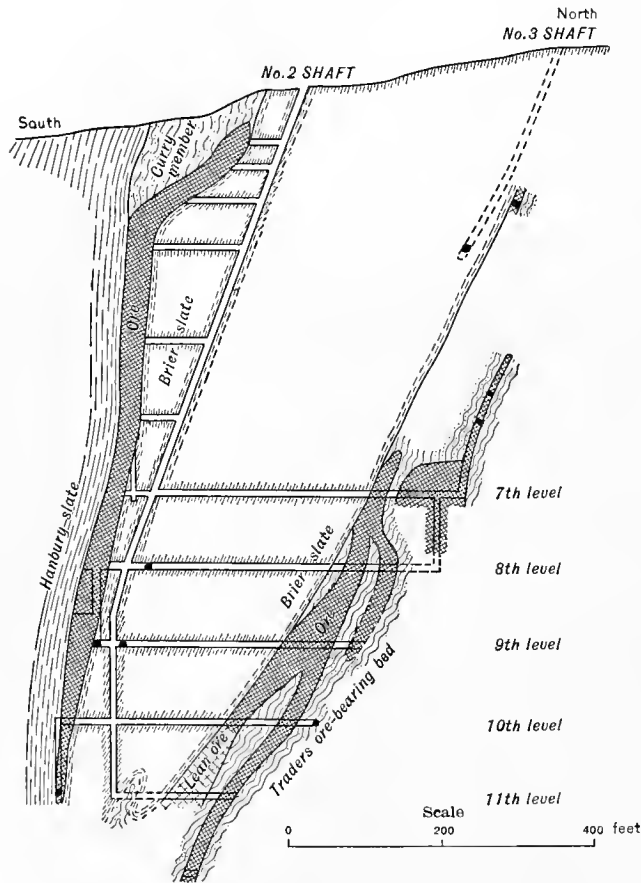 North
No.3 SHAFT
No.2 SHAFT
South
Curry
member
Ore
Brier slate
Hanbury slate
7th level
8th level
Brier slate
Ore
9th level
Traders ore-bearing bed
10th level
Lean ore
11th level
Scale
0 200 400 feet